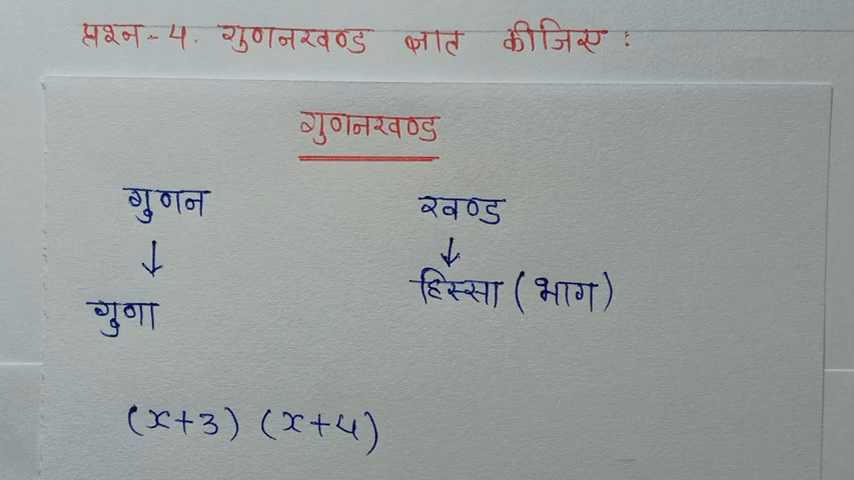 प्रश्न-4. गुणनखण्ड ज्ञात कीजिए :
गुणनखण्ड
गुणन खण्ड
↓ ↓
गुणा हिस्सा (भाग)
(x+3) (x+4)